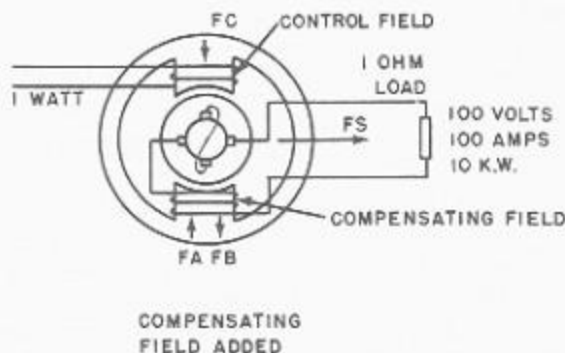 FC
CONTROL FIELD
1 OHM
LOAD
1 WATT
FS
100 VOLTS
100 AMPS
10 K.W.
COMPENSATING FIELD
FA FB
COMPENSATING
FIELD ADDED